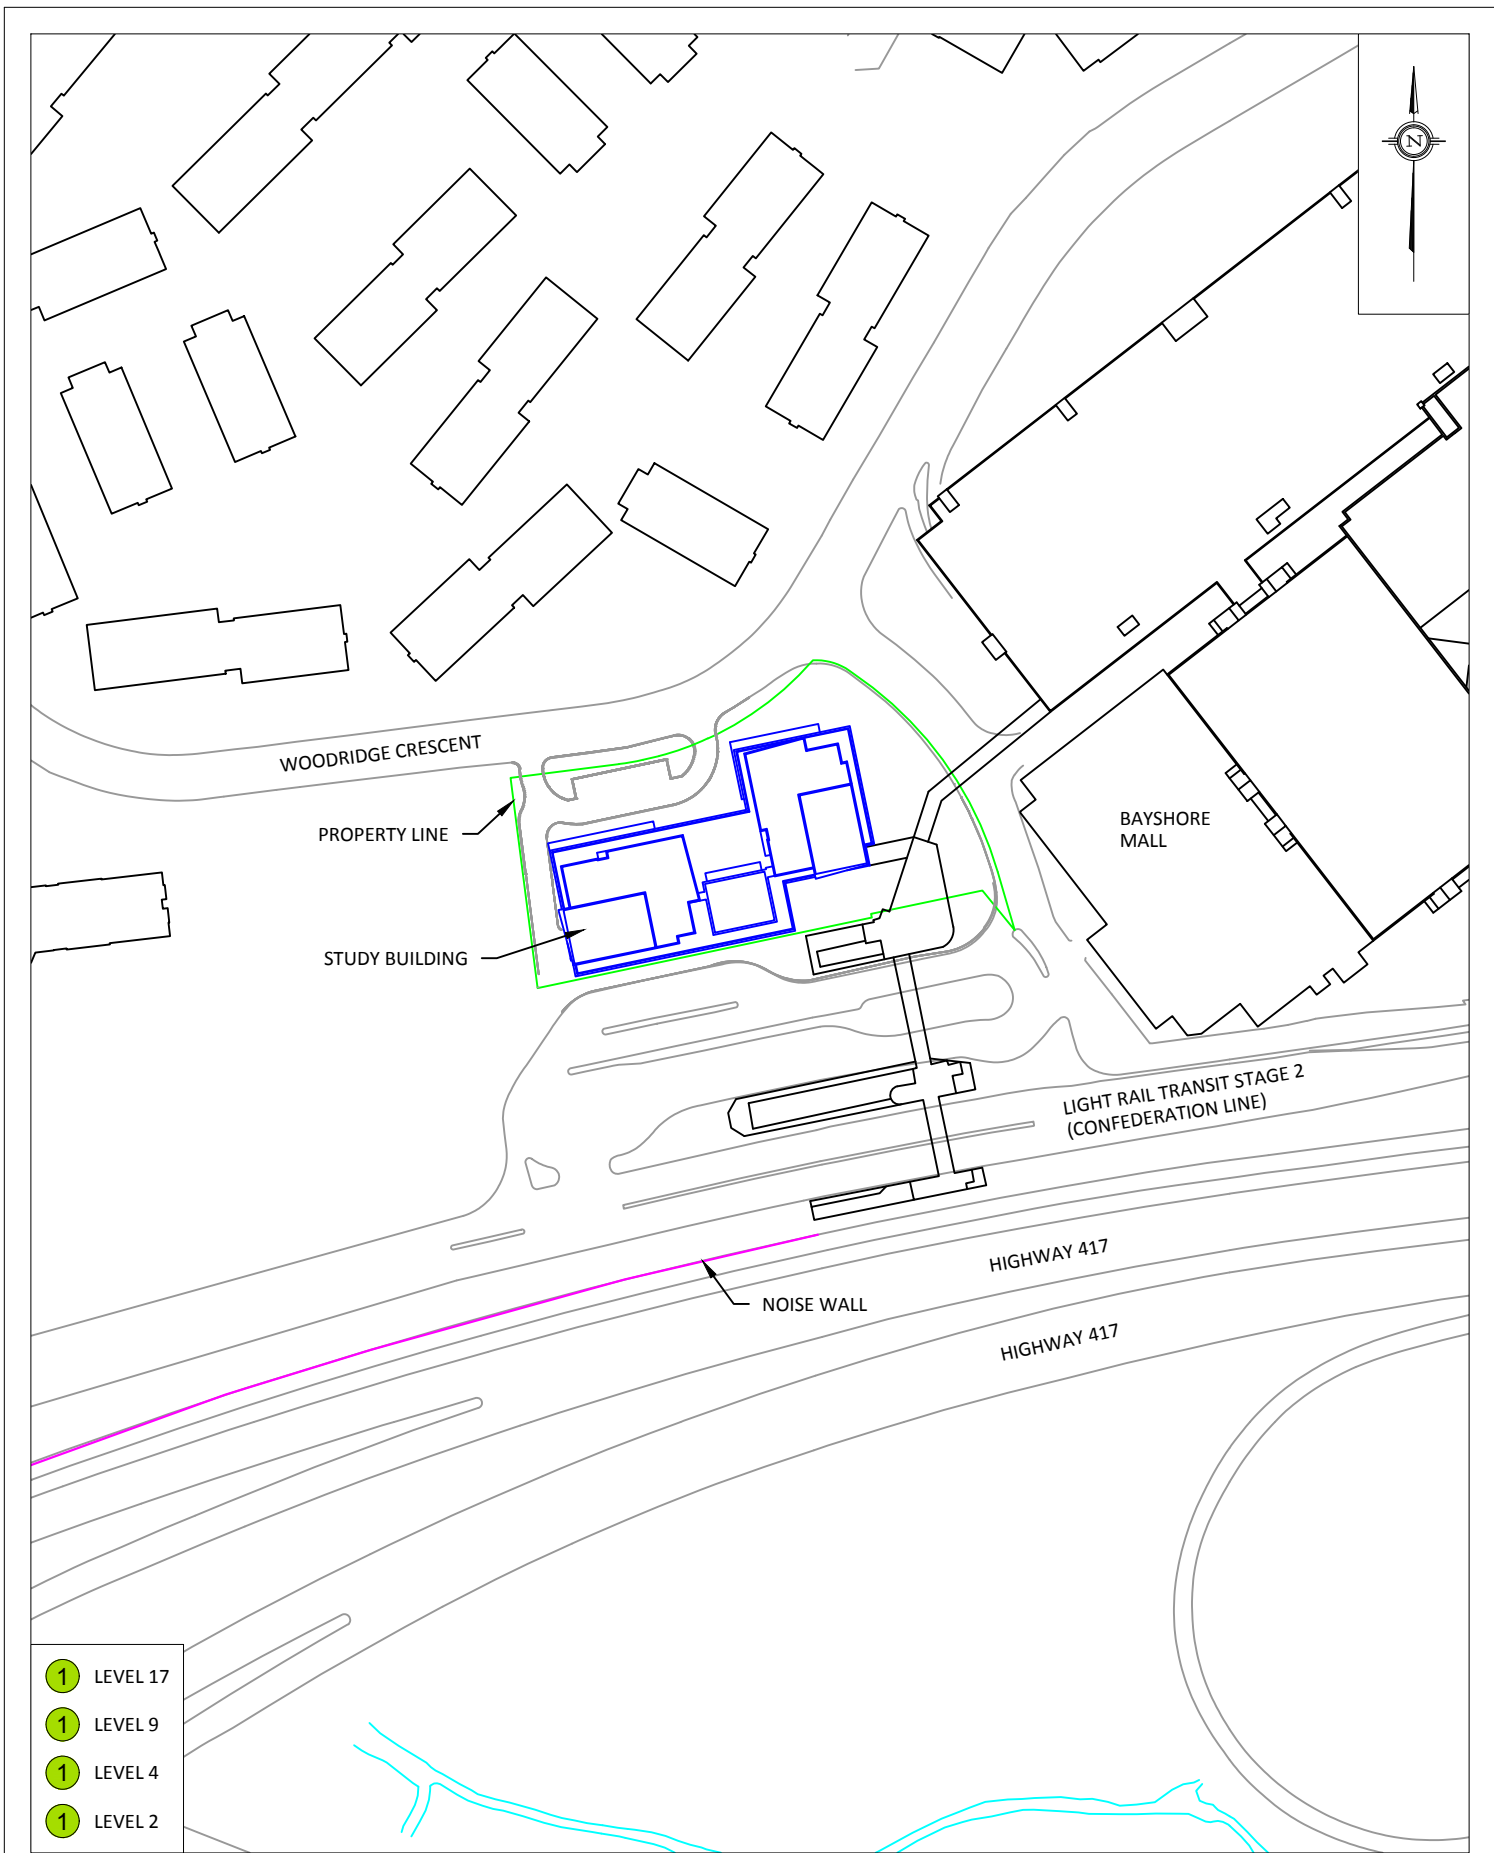 N
WOODRIDGE CRESCENT
PROPERTY LINE
BAYSHORE
MALL
STUDY BUILDING
LIGHT RAIL TRANSIT STAGE 2
(CONFEDERATION LINE)
HIGHWAY 417
NOISE WALL
HIGHWAY 417
1 LEVEL 17
1 LEVEL 9
1 LEVEL 4
1 LEVEL 2